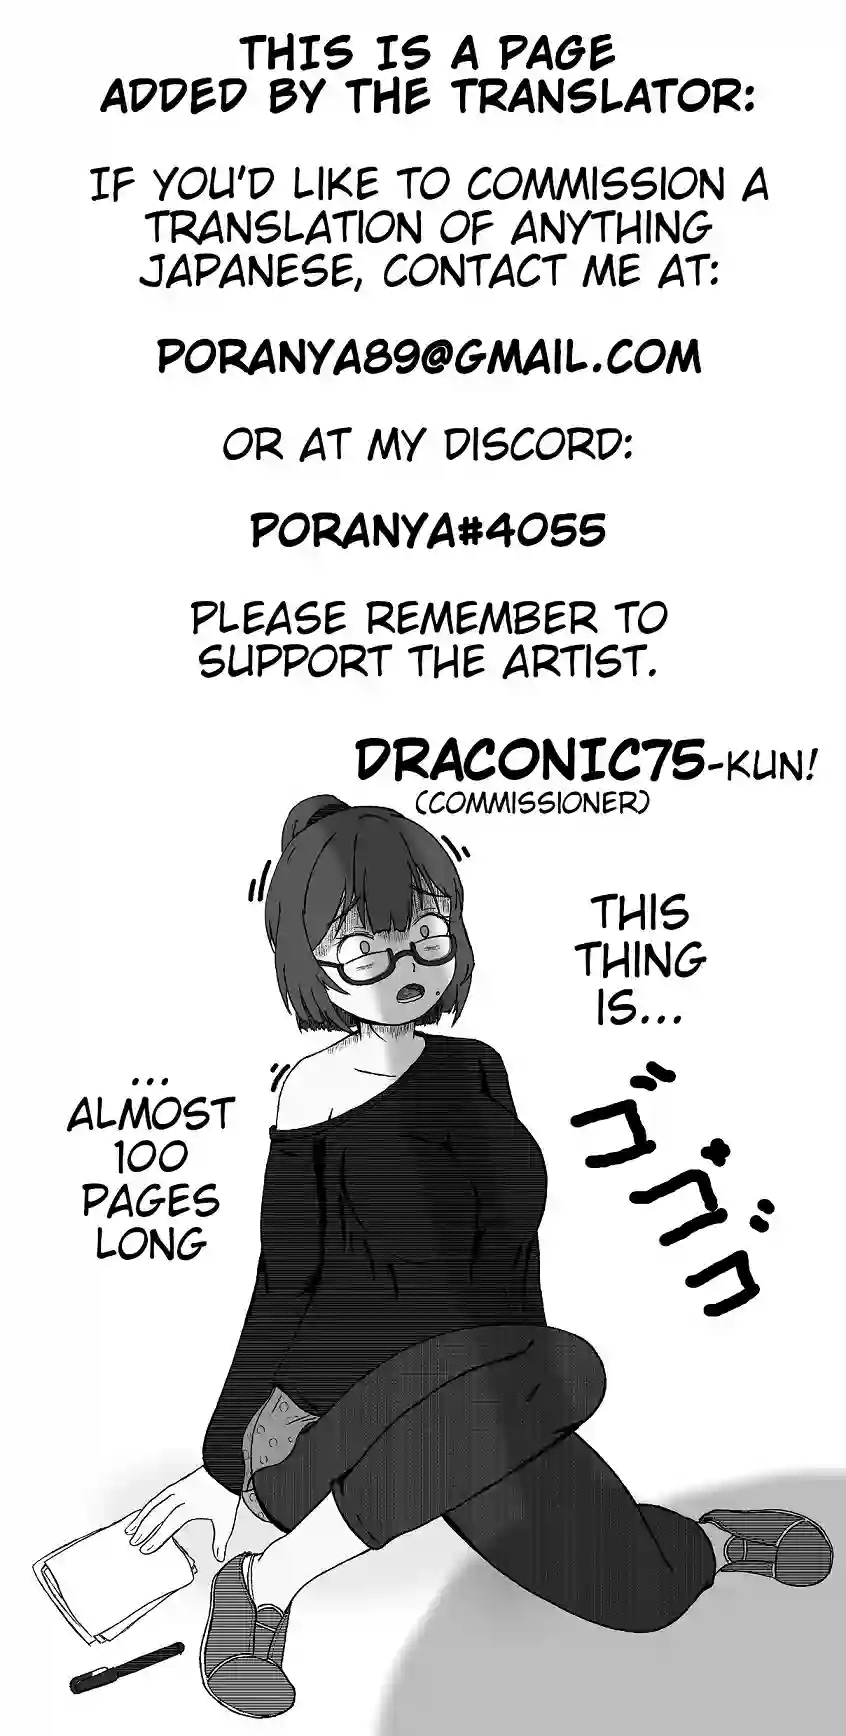 THIS IS A PAGE
ADDED BY THE TRANSLATOR:
IF YOU'D LIKE TO COMMISSION A
TRANSLATION OF ANYTHING
JAPANESE, CONTACT ME AT:
PORANYA89@GMAIL.COM
OR AT MY DISCORD:
PORANYA#4055
PLEASE REMEMBER TO
SUPPORT THE ARTIST.
DRACONIC75-KUN!
(COMMISSIONER)
THIS
THING
IS...
...
ALMOST
100
PAGES
LONG
ゴゴゴゴ